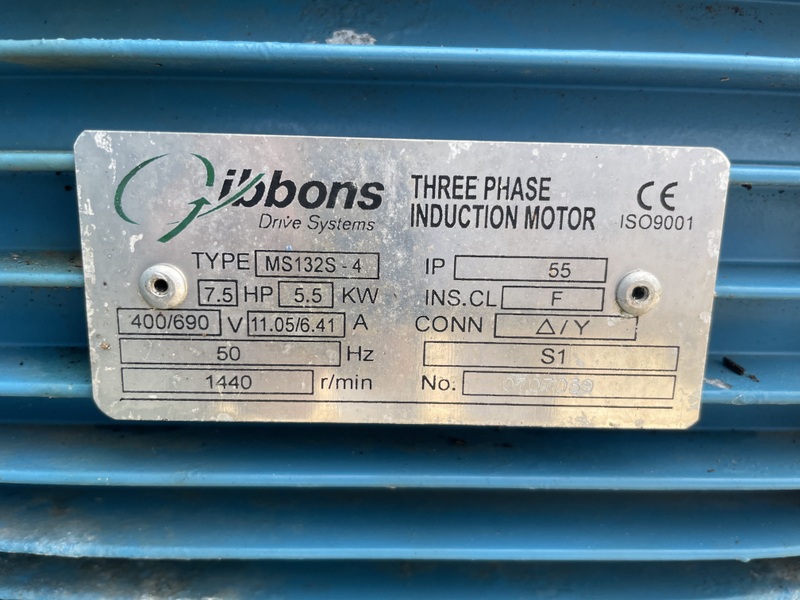 Gibbons
Drive Systems
THREE PHASE
INDUCTION MOTOR
CE
ISO9001
TYPE MS132S-4
7.5 HP 5.5 KW
400/690 V 11.05/6.41 A
50 Hz
1440 r/min
IP 55
INS.CL F
CONN △/Y
S1
No.